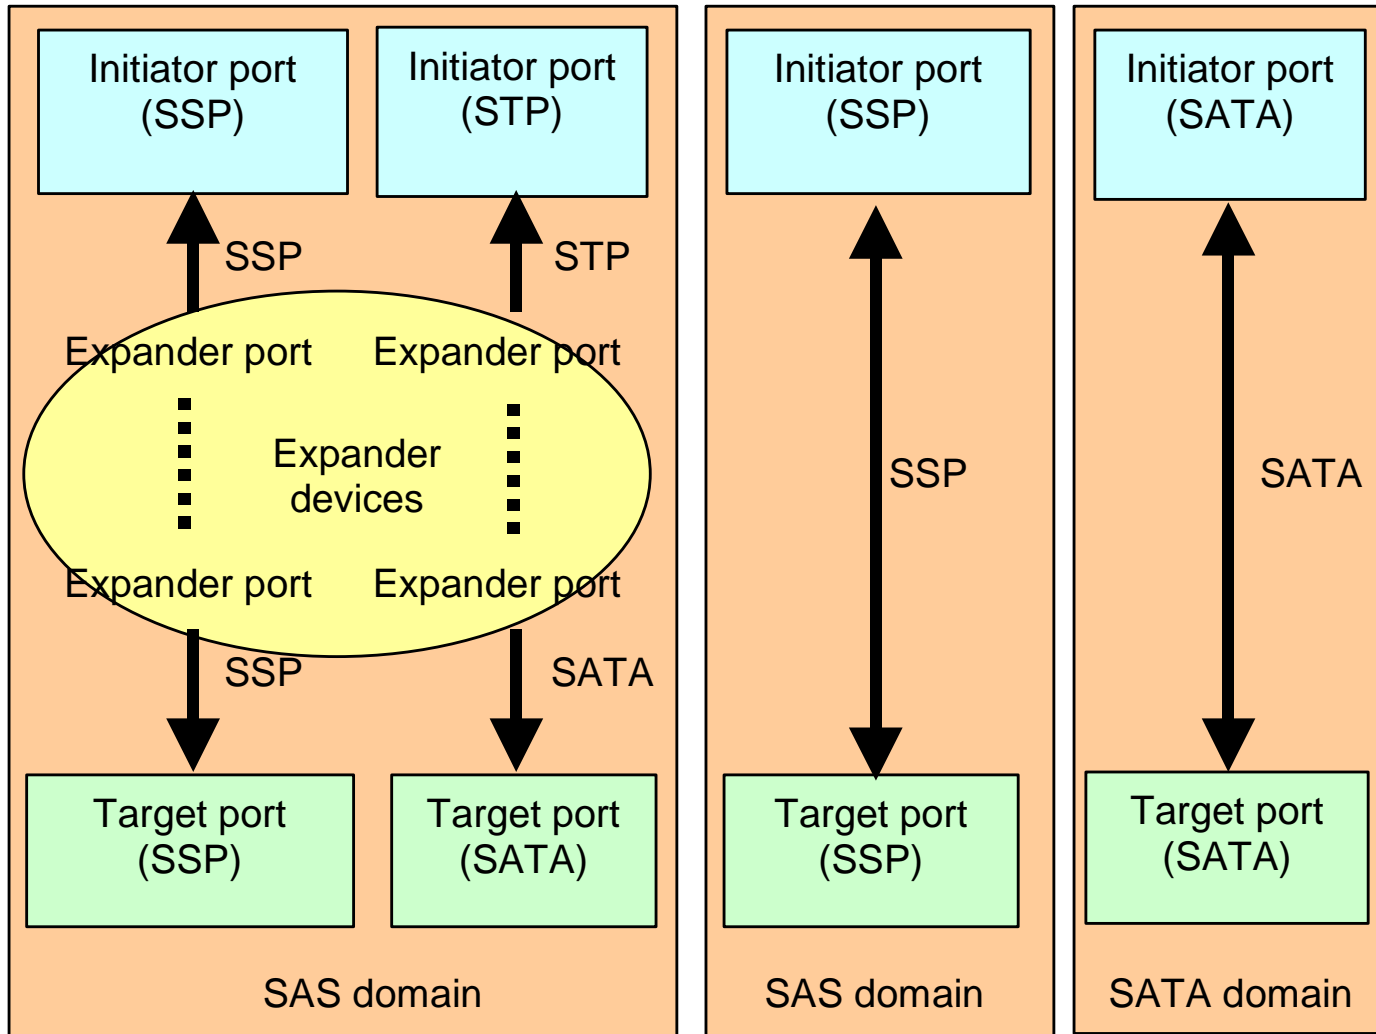 Initiator port
(SSP)
Initiator port
(STP)
SSP
STP
Expander port
Expander port
Expander
devices
Expander port
Expander port
SSP
SATA
Target port
(SSP)
Target port
(SATA)
SAS domain
Initiator port
(SSP)
SSP
Target port
(SSP)
SAS domain
Initiator port
(SATA)
SATA
Target port
(SATA)
SATA domain